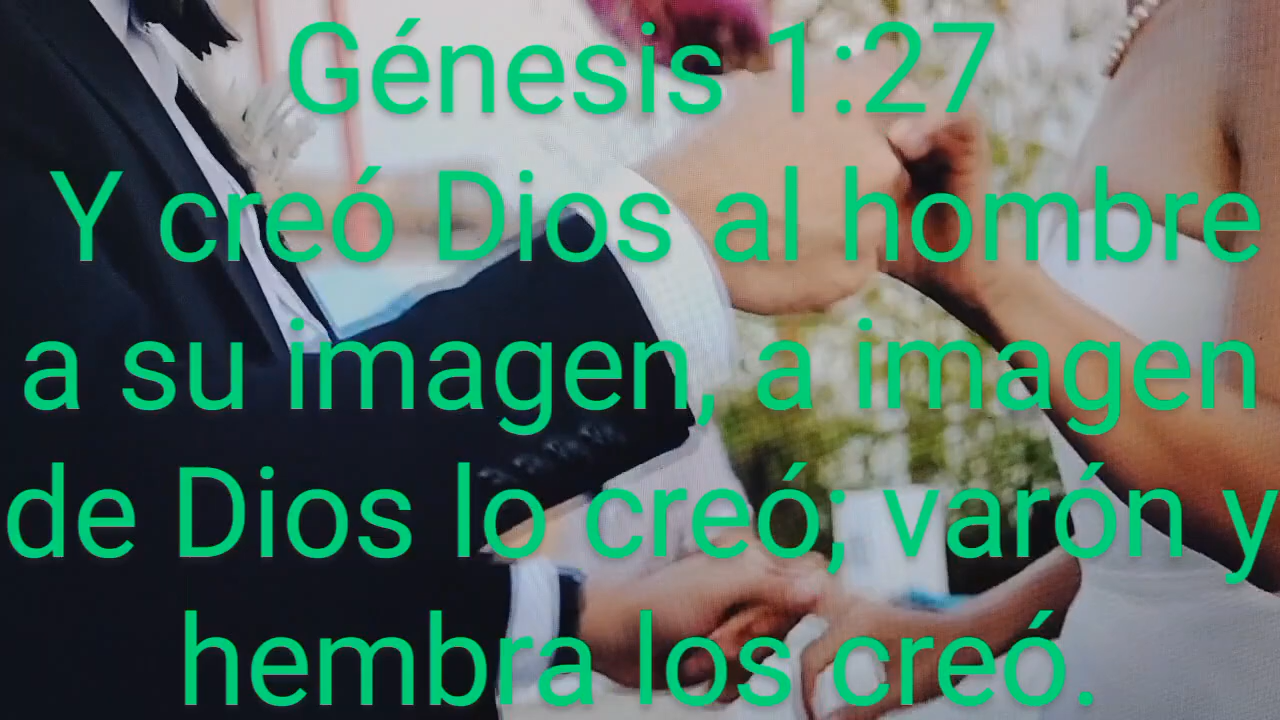 Génesis 1:27
Y creó Dios al hombre
a su imagen, a imagen
de Dios lo creó; varón y
hembra los creó.